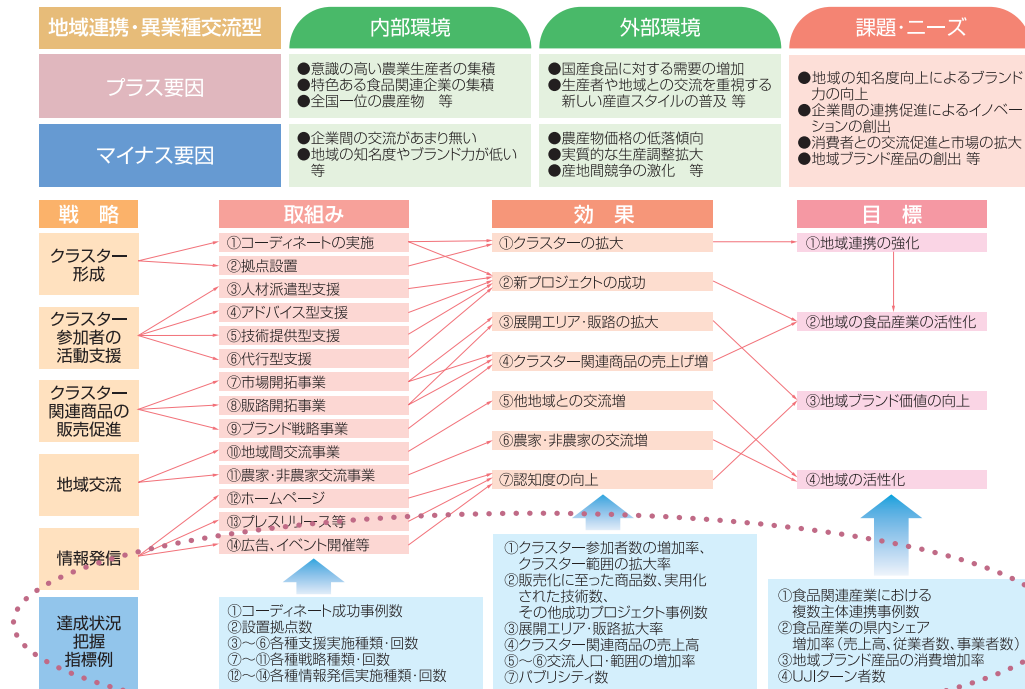 地域連携・異業種交流型
内部環境
外部環境
課題・ニーズ
プラス要因
●意識の高い農業生産者の集積
●特色ある食品関連企業の集積
●全国一位の農産物　等
●国産食品に対する需要の増加
●生産者や地域との交流を重視する
新しい産直スタイルの普及 等
●地域の知名度向上によるブランド
力の向上
●企業間の連携促進によるイノベー
ションの創出
●消費者との交流促進と市場の拡大
●地域ブランド産品の創出 等
マイナス要因
●企業間の交流があまり無い
●地域の知名度やブランド力が低い
等
●農産物価格の低落傾向
●実質的な生産調整拡大
●産地間競争の激化　等
戦　略
取組み
効　果
目　標
クラスター
形成
クラスター
参加者の
活動支援
クラスター
関連商品の
販売促進
地域交流
情報発信
①コーディネートの実施
②拠点設置
③人材派遣型支援
④アドバイス型支援
⑤技術提供型支援
⑥代行型支援
⑦市場開拓事業
⑧販路開拓事業
⑨ブランド戦略事業
⑩地域間交流事業
⑪農家・非農家交流事業
⑫ホームページ
⑬プレスリリース等
⑭広告、イベント開催等
①クラスターの拡大
②新プロジェクトの成功
③展開エリア・販路の拡大
④クラスター関連商品の売上げ増
⑤他地域との交流増
⑥農家・非農家の交流増
⑦認知度の向上
①地域連携の強化
②地域の食品産業の活性化
③地域ブランド価値の向上
④地域の活性化
達成状況
把握
指標例
①コーディネート成功事例数
②設置拠点数
③～⑥各種支援実施種類・回数
⑦～⑪各種戦略種類・回数
⑫～⑭各種情報発信実施種類・回数
①クラスター参加者数の増加率、
クラスター範囲の拡大率
②販売化に至った商品数、実用化
された技術数、
その他成功プロジェクト事例数
③展開エリア・販路拡大率
④クラスター関連商品の売上高
⑤～⑥交流人口・範囲の増加率
⑦パブリシティ数
①食品関連産業における
複数主体連携事例数
②食品産業の県内シェア
増加率（売上高、従業者数、事業者数）
③地域ブランド産品の消費増加率
④UJIターン者数